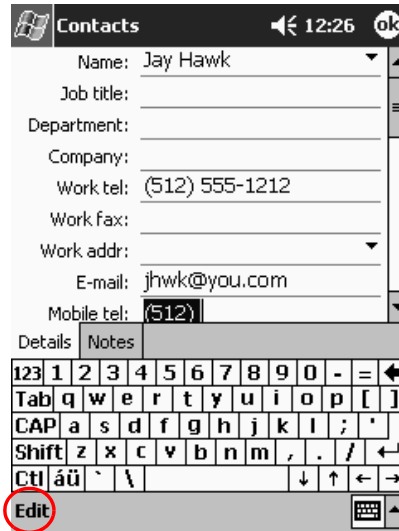 Contacts 12:26 ok
Name: Jay Hawk
Job title:
Department:
Company:
Work tel: (512) 555-1212
Work fax:
Work addr:
E-mail: jhwk@you.com
Mobile tel: (512)
Details Notes
123 1 2 3 4 5 6 7 8 9 0 - =
Tab q w e r t y u i o p [ ]
CAP a s d f g h j k l ; '
Shift z x c v b n m , . /
Ctl áü ` \
Edit